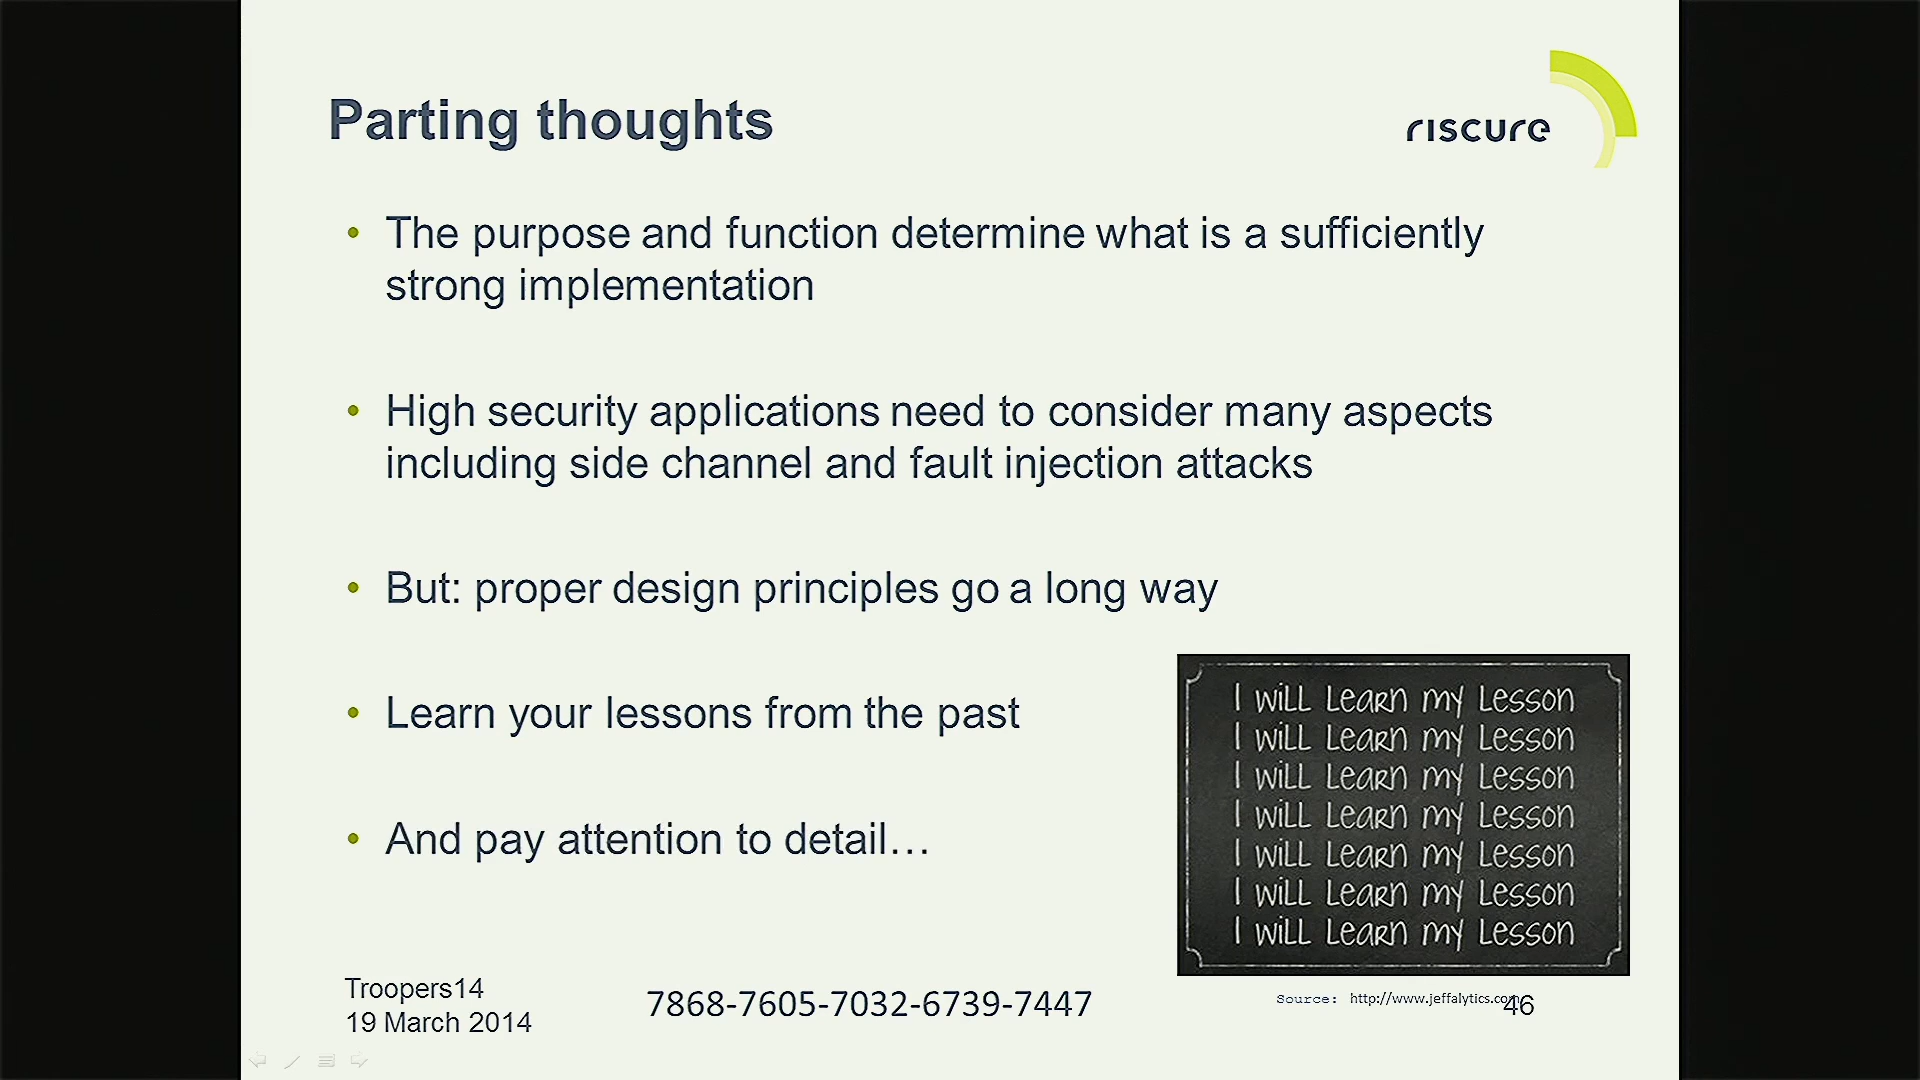 Parting thoughts
riscure
• The purpose and function determine what is a sufficiently
strong implementation
• High security applications need to consider many aspects
including side channel and fault injection attacks
• But: proper design principles go a long way
• Learn your lessons from the past
• And pay attention to detail…
I will learn my lesson
I will learn my lesson
I will learn my lesson
I will learn my lesson
I will learn my lesson
I will learn my lesson
I will learn my lesson
Troopers14
19 March 2014
7868-7605-7032-6739-7447
Source: http://www.jeffalytics.com
46